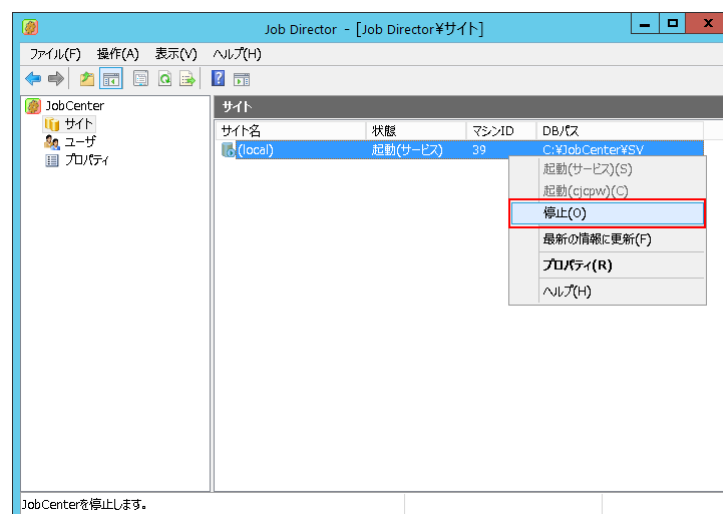 Job Director - [Job Director¥サイト]
ファイル(F) 操作(A) 表示(V) ヘルプ(H)
JobCenter
サイト
ユーザ
プロパティ
サイト
サイト名 状態 マシンID DBパス
(local) 起動(サービス) 39 C:¥JobCenter¥SV
起動(サービス)(S)
起動(cjcpw)(C)
停止(O)
最新の情報に更新(F)
プロパティ(R)
ヘルプ(H)
JobCenterを停止します。